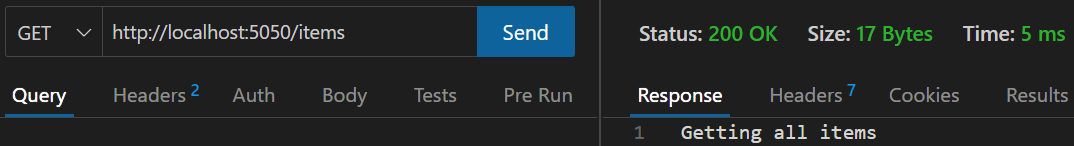 GET http://localhost:5050/items Send
Query Headers 2 Auth Body Tests Pre Run
Status: 200 OK Size: 17 Bytes Time: 5 ms
Response Headers 7 Cookies Results
1 Getting all items